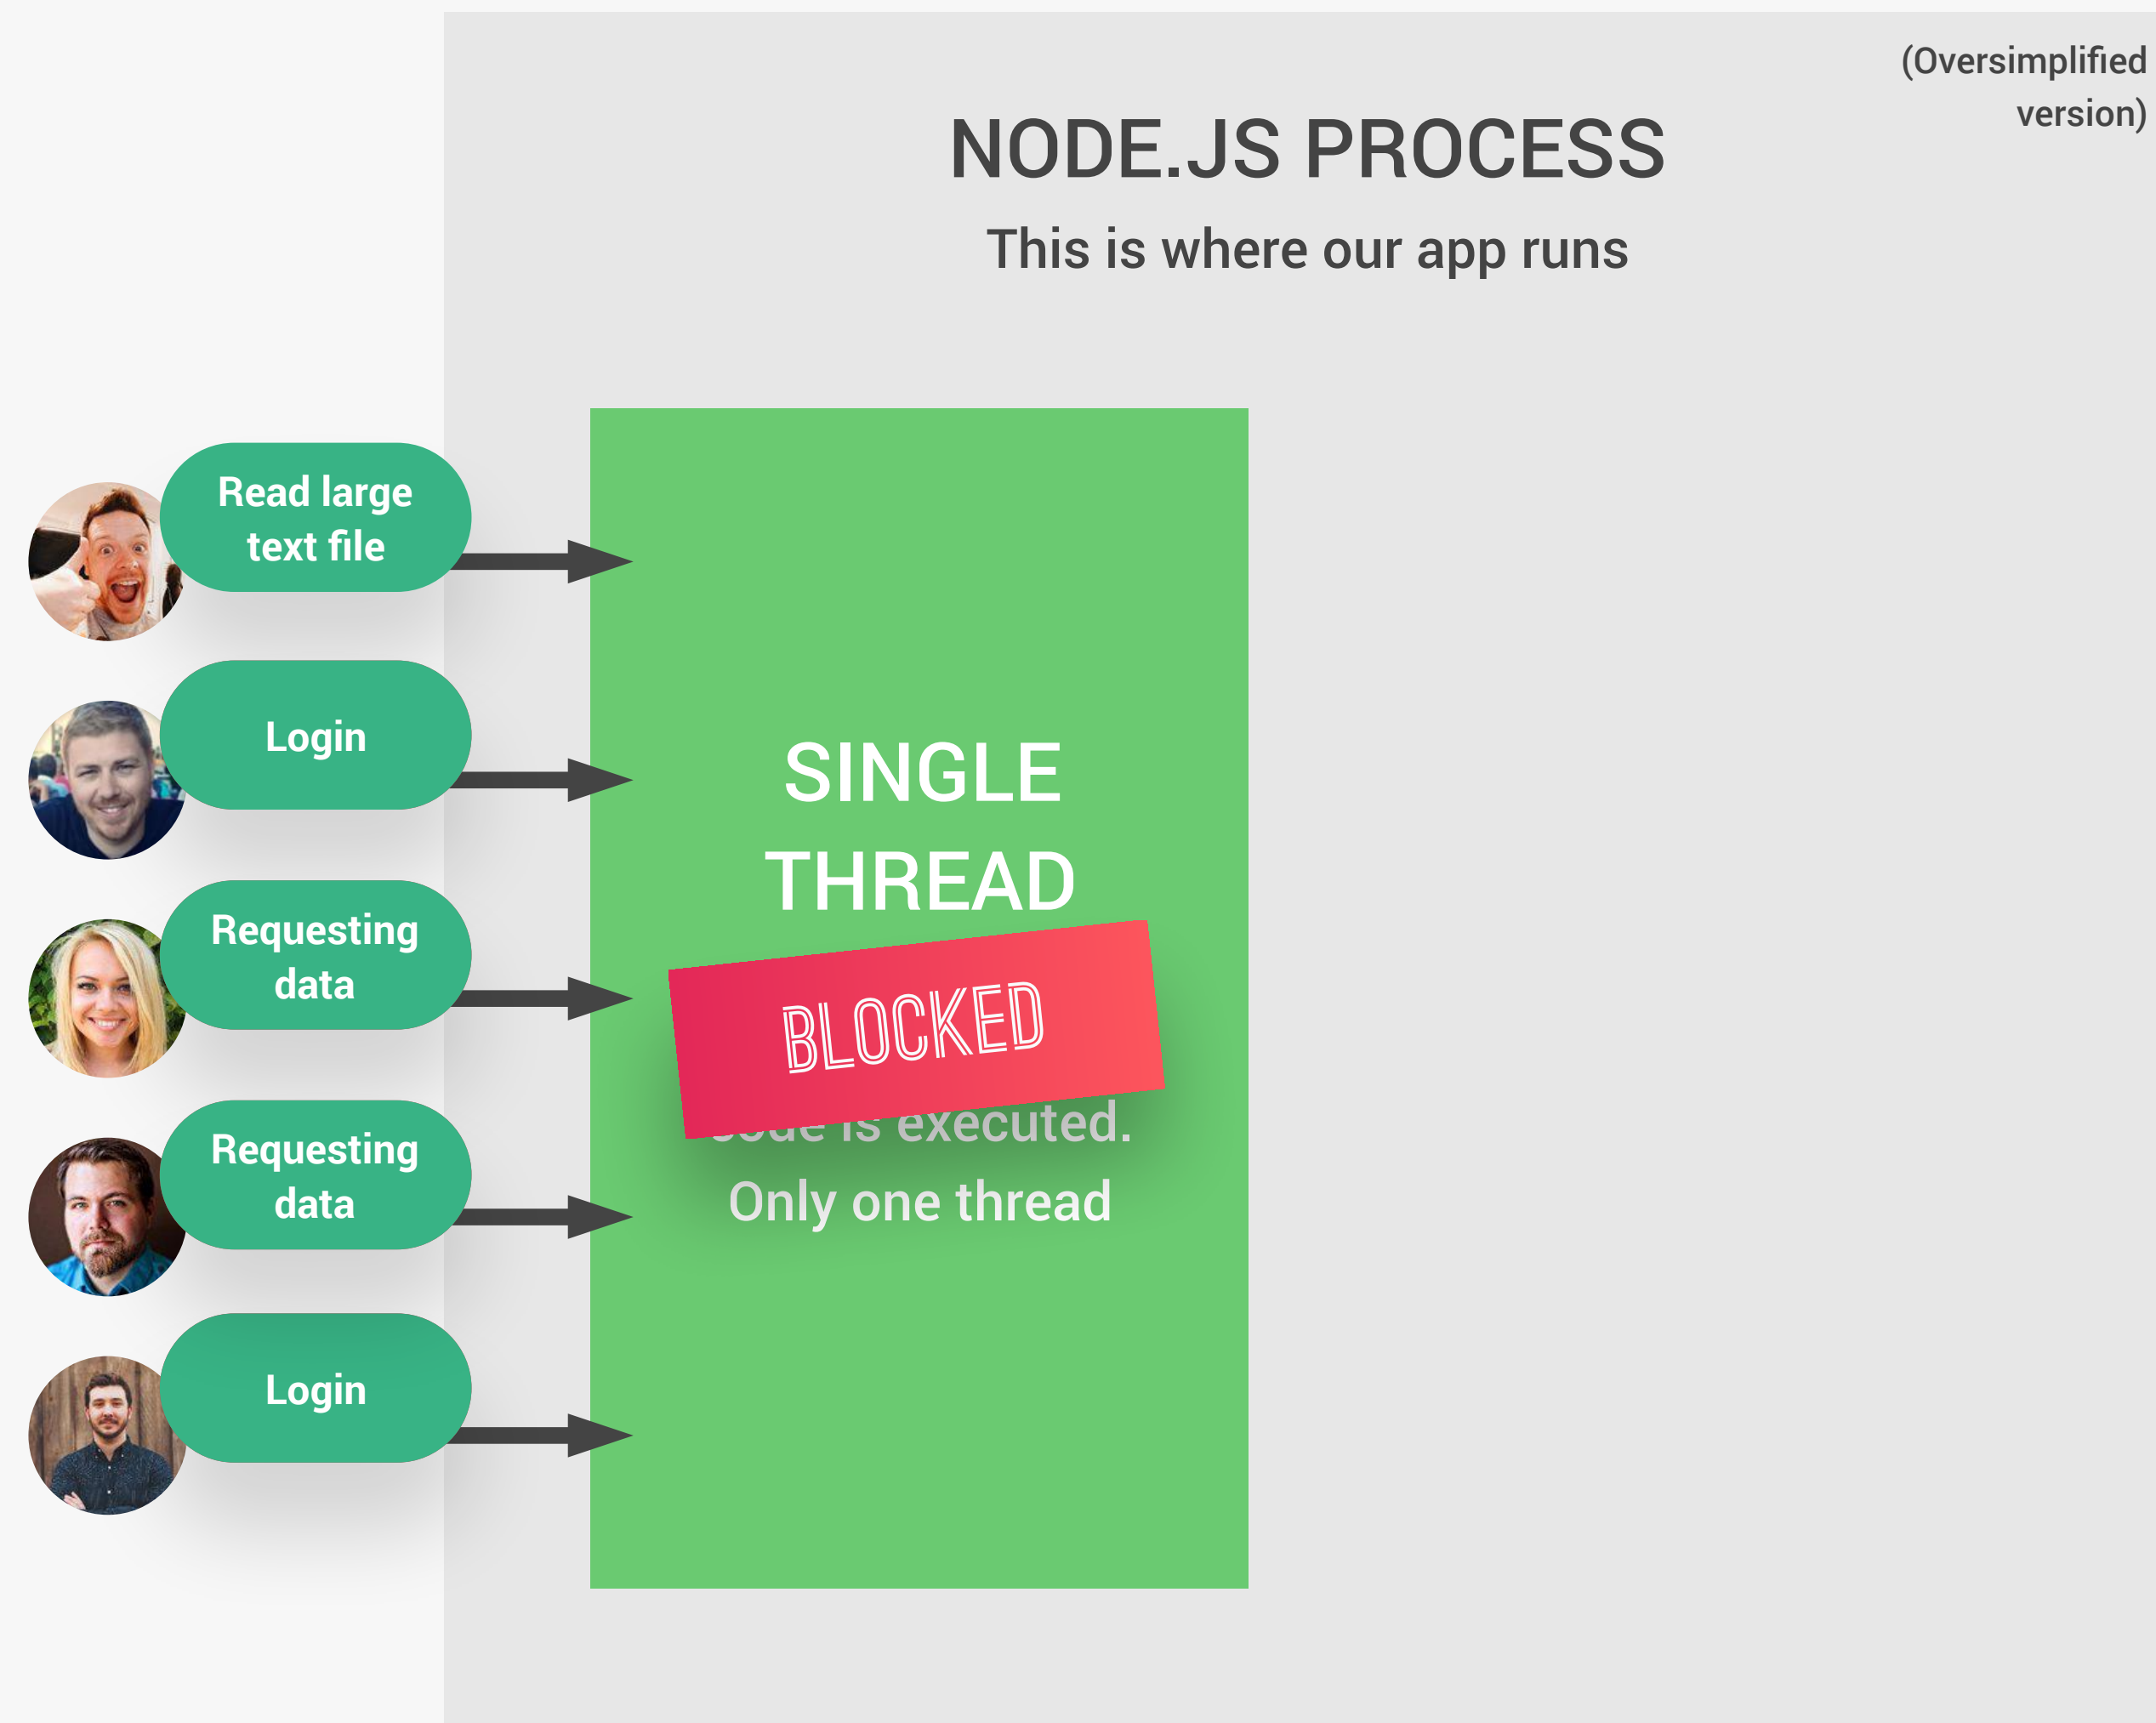 (Oversimplified
version)
NODE.JS PROCESS
This is where our app runs
Read large
text file
Login
Requesting
data
Requesting
data
Login
SINGLE
THREAD
BLOCKED
code is executed.
Only one thread